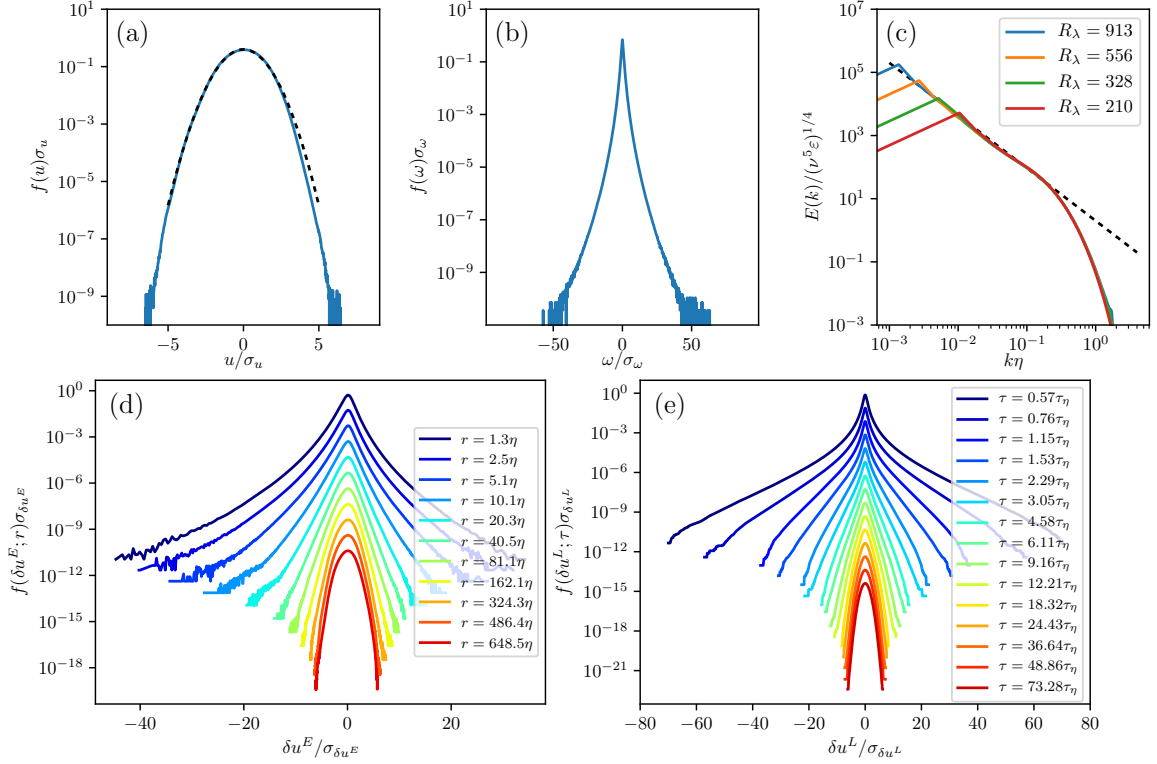 (a)
f(u)σ_u
10^{-1}
10^{-3}
10^{-5}
10^{-7}
10^{-9}
−5 0 5
u/σ_u
(b)
f(ω)σ_ω
10^{-1}
10^{-3}
10^{-5}
10^{-7}
10^{-9}
−50 0 50
ω/σ_ω
(c)
E(k)/(ν^5ε)^{1/4}
10^7
10^5
10^3
10^1
10^{-1}
10^{-3}
R_λ = 913
R_λ = 556
R_λ = 328
R_λ = 210
10^{-3} 10^{-2} 10^{-1} 10^0
kη
(d)
f(δu^E; r)σ_{δu^E}
10^0
10^{-3}
10^{-6}
10^{-9}
10^{-12}
10^{-15}
10^{-18}
r = 1.3η
r = 2.5η
r = 5.1η
r = 10.1η
r = 20.3η
r = 40.5η
r = 81.1η
r = 162.1η
r = 324.3η
r = 486.4η
r = 648.5η
−40 −20 0 20
δu^E/σ_{δu^E}
(e)
f(δu^L; τ)σ_{δu^L}
10^0
10^{-3}
10^{-6}
10^{-9}
10^{-12}
10^{-15}
10^{-18}
10^{-21}
τ = 0.57τ_η
τ = 0.76τ_η
τ = 1.15τ_η
τ = 1.53τ_η
τ = 2.29τ_η
τ = 3.05τ_η
τ = 4.58τ_η
τ = 6.11τ_η
τ = 9.16τ_η
τ = 12.21τ_η
τ = 18.32τ_η
τ = 24.43τ_η
τ = 36.64τ_η
τ = 48.86τ_η
τ = 73.28τ_η
−80 −60 −40 −20 0 20 40 60 80
δu^L/σ_{δu^L}